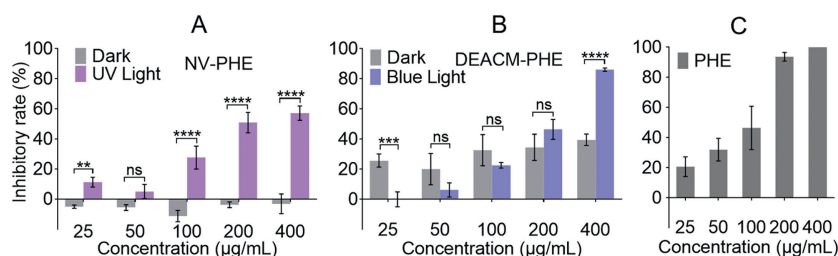 A
Inhibitory rate (%)
100
80
60
40
20
0
Dark
UV Light
NV-PHE
**
ns
****
****
****
25 50 100 200 400
Concentration (µg/mL)
B
100
80
60
40
20
0
Dark
Blue Light
DEACM-PHE
***
ns
ns
ns
****
25 50 100 200 400
Concentration (µg/mL)
C
100
80
60
40
20
0
PHE
25 50 100 200 400
Concentration (µg/mL)